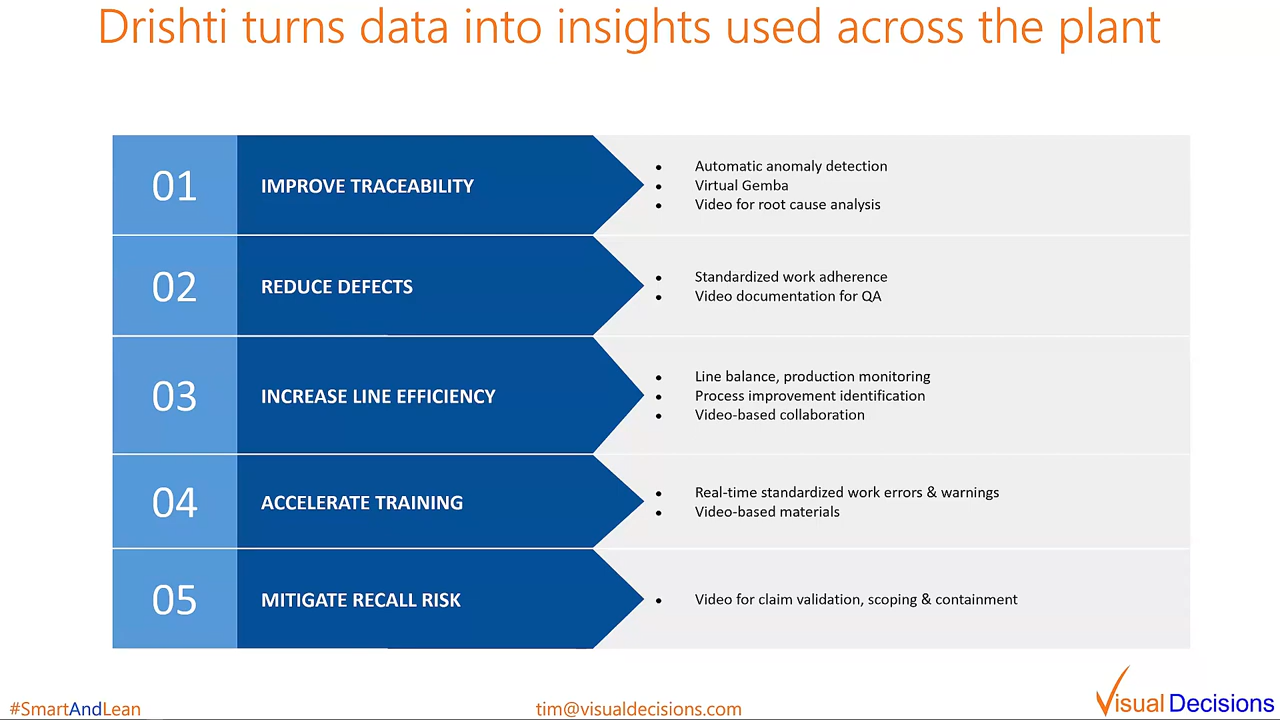 Drishti turns data into insights used across the plant
01
IMPROVE TRACEABILITY
• Automatic anomaly detection
• Virtual Gemba
• Video for root cause analysis
02
REDUCE DEFECTS
• Standardized work adherence
• Video documentation for QA
03
INCREASE LINE EFFICIENCY
• Line balance, production monitoring
• Process improvement identification
• Video-based collaboration
04
ACCELERATE TRAINING
• Real-time standardized work errors & warnings
• Video-based materials
05
MITIGATE RECALL RISK
• Video for claim validation, scoping & containment
#SmartAndLean
tim@visualdecisions.com
Visual Decisions